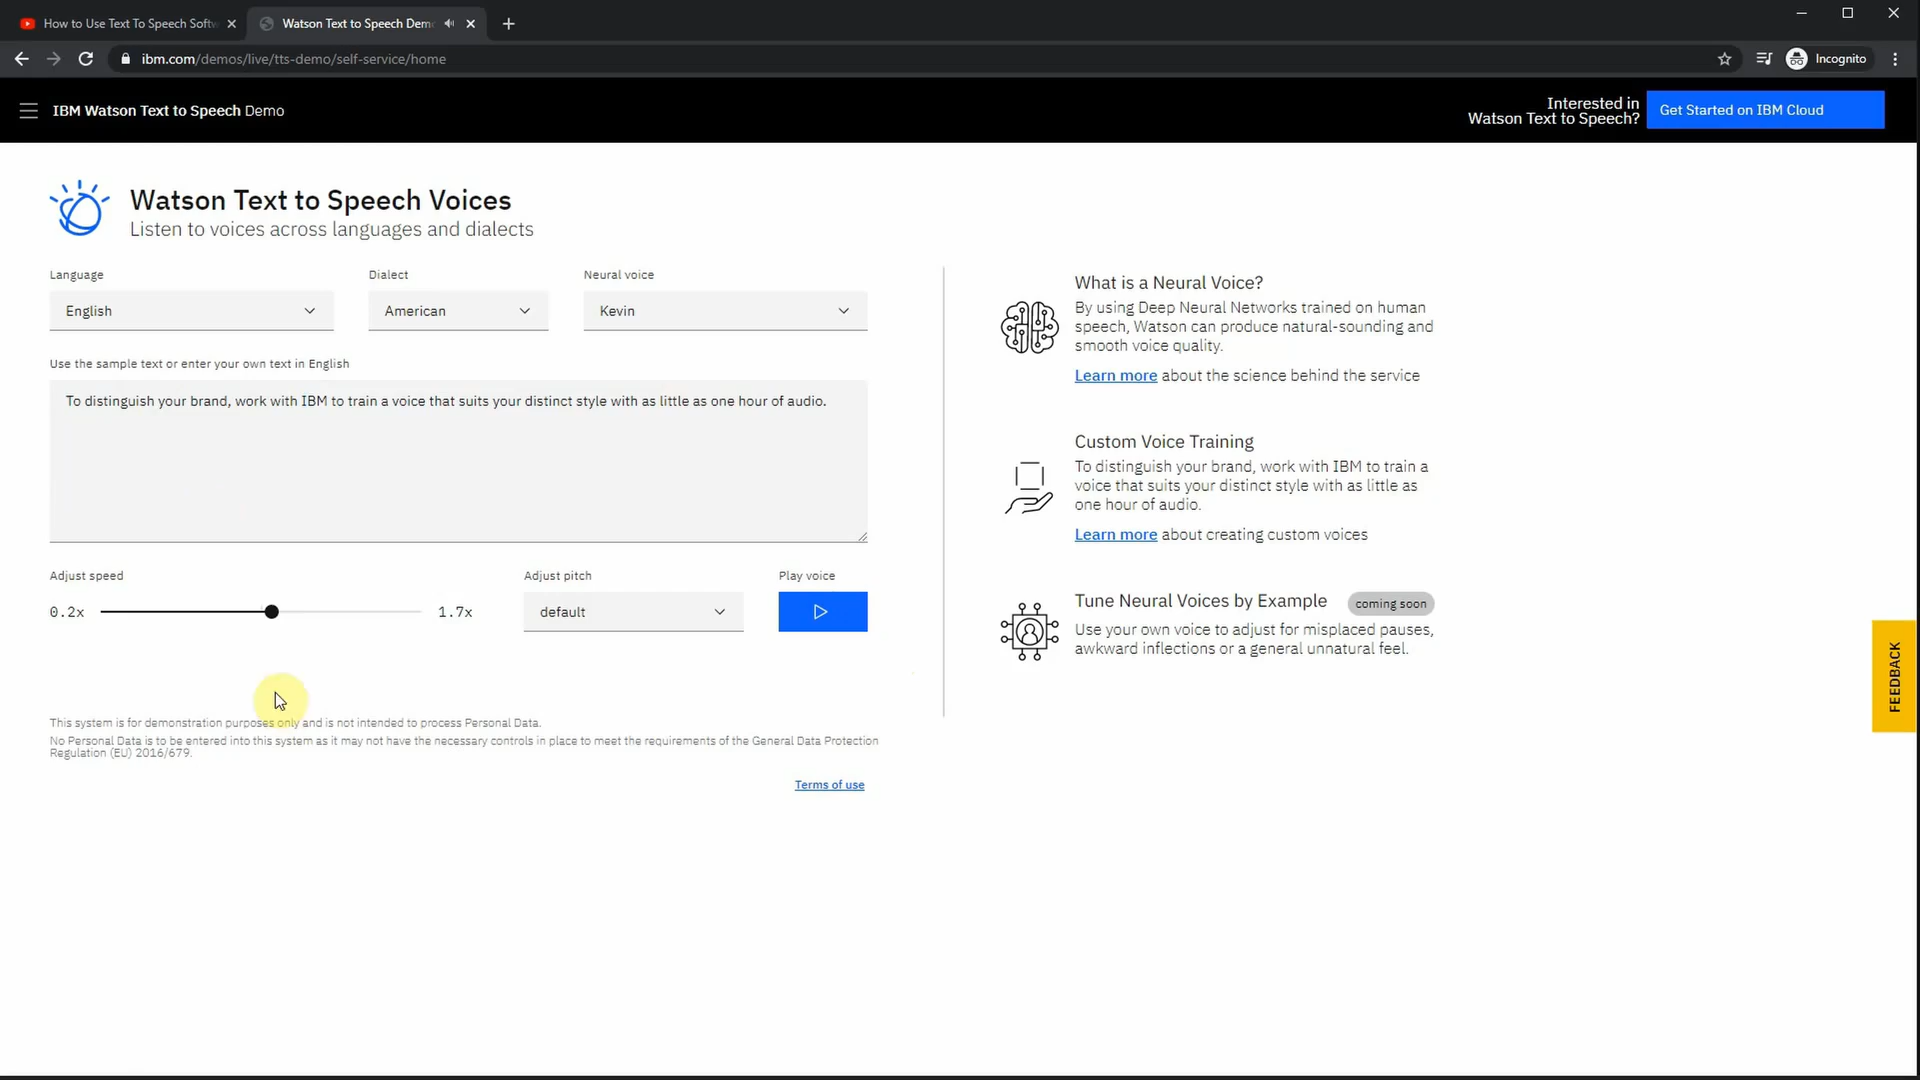 How to Use Text To Speech Softw
Watson Text to Speech Dem
ibm.com/demos/live/tts-demo/self-service/home
Incognito
IBM Watson Text to Speech Demo
Interested in
Watson Text to Speech?
Get Started on IBM Cloud
Watson Text to Speech Voices
Listen to voices across languages and dialects
Language
Dialect
Neural voice
English
American
Kevin
Use the sample text or enter your own text in English
To distinguish your brand, work with IBM to train a voice that suits your distinct style with as little as one hour of audio.
Adjust speed
Adjust pitch
Play voice
0.2x
1.7x
default
This system is for demonstration purposes only and is not intended to process Personal Data.
No Personal Data is to be entered into this system as it may not have the necessary controls in place to meet the requirements of the General Data Protection
Regulation (EU) 2016/679.
Terms of use
What is a Neural Voice?
By using Deep Neural Networks trained on human
speech, Watson can produce natural-sounding and
smooth voice quality.
Learn more about the science behind the service
Custom Voice Training
To distinguish your brand, work with IBM to train a
voice that suits your distinct style with as little as
one hour of audio.
Learn more about creating custom voices
Tune Neural Voices by Example
coming soon
Use your own voice to adjust for misplaced pauses,
awkward inflections or a general unnatural feel.
FEEDBACK